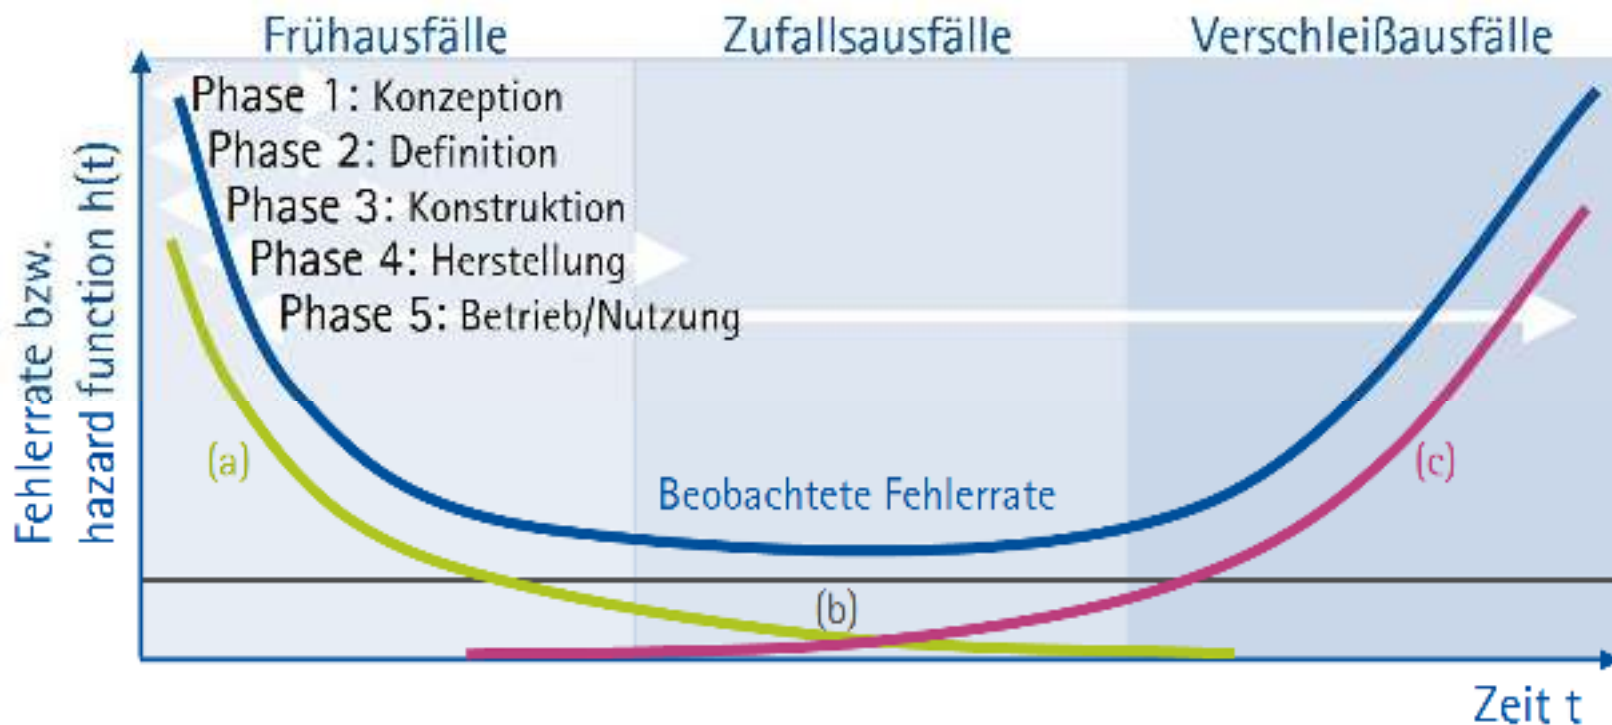 Frühausfälle
Zufallsausfälle
Verschleißausfälle
Phase 1: Konzeption
Phase 2: Definition
Phase 3: Konstruktion
Phase 4: Herstellung
Phase 5: Betrieb/Nutzung
Fehlerrate bzw.
hazard function h(t)
(a)
Beobachtete Fehlerrate
(b)
(c)
Zeit t